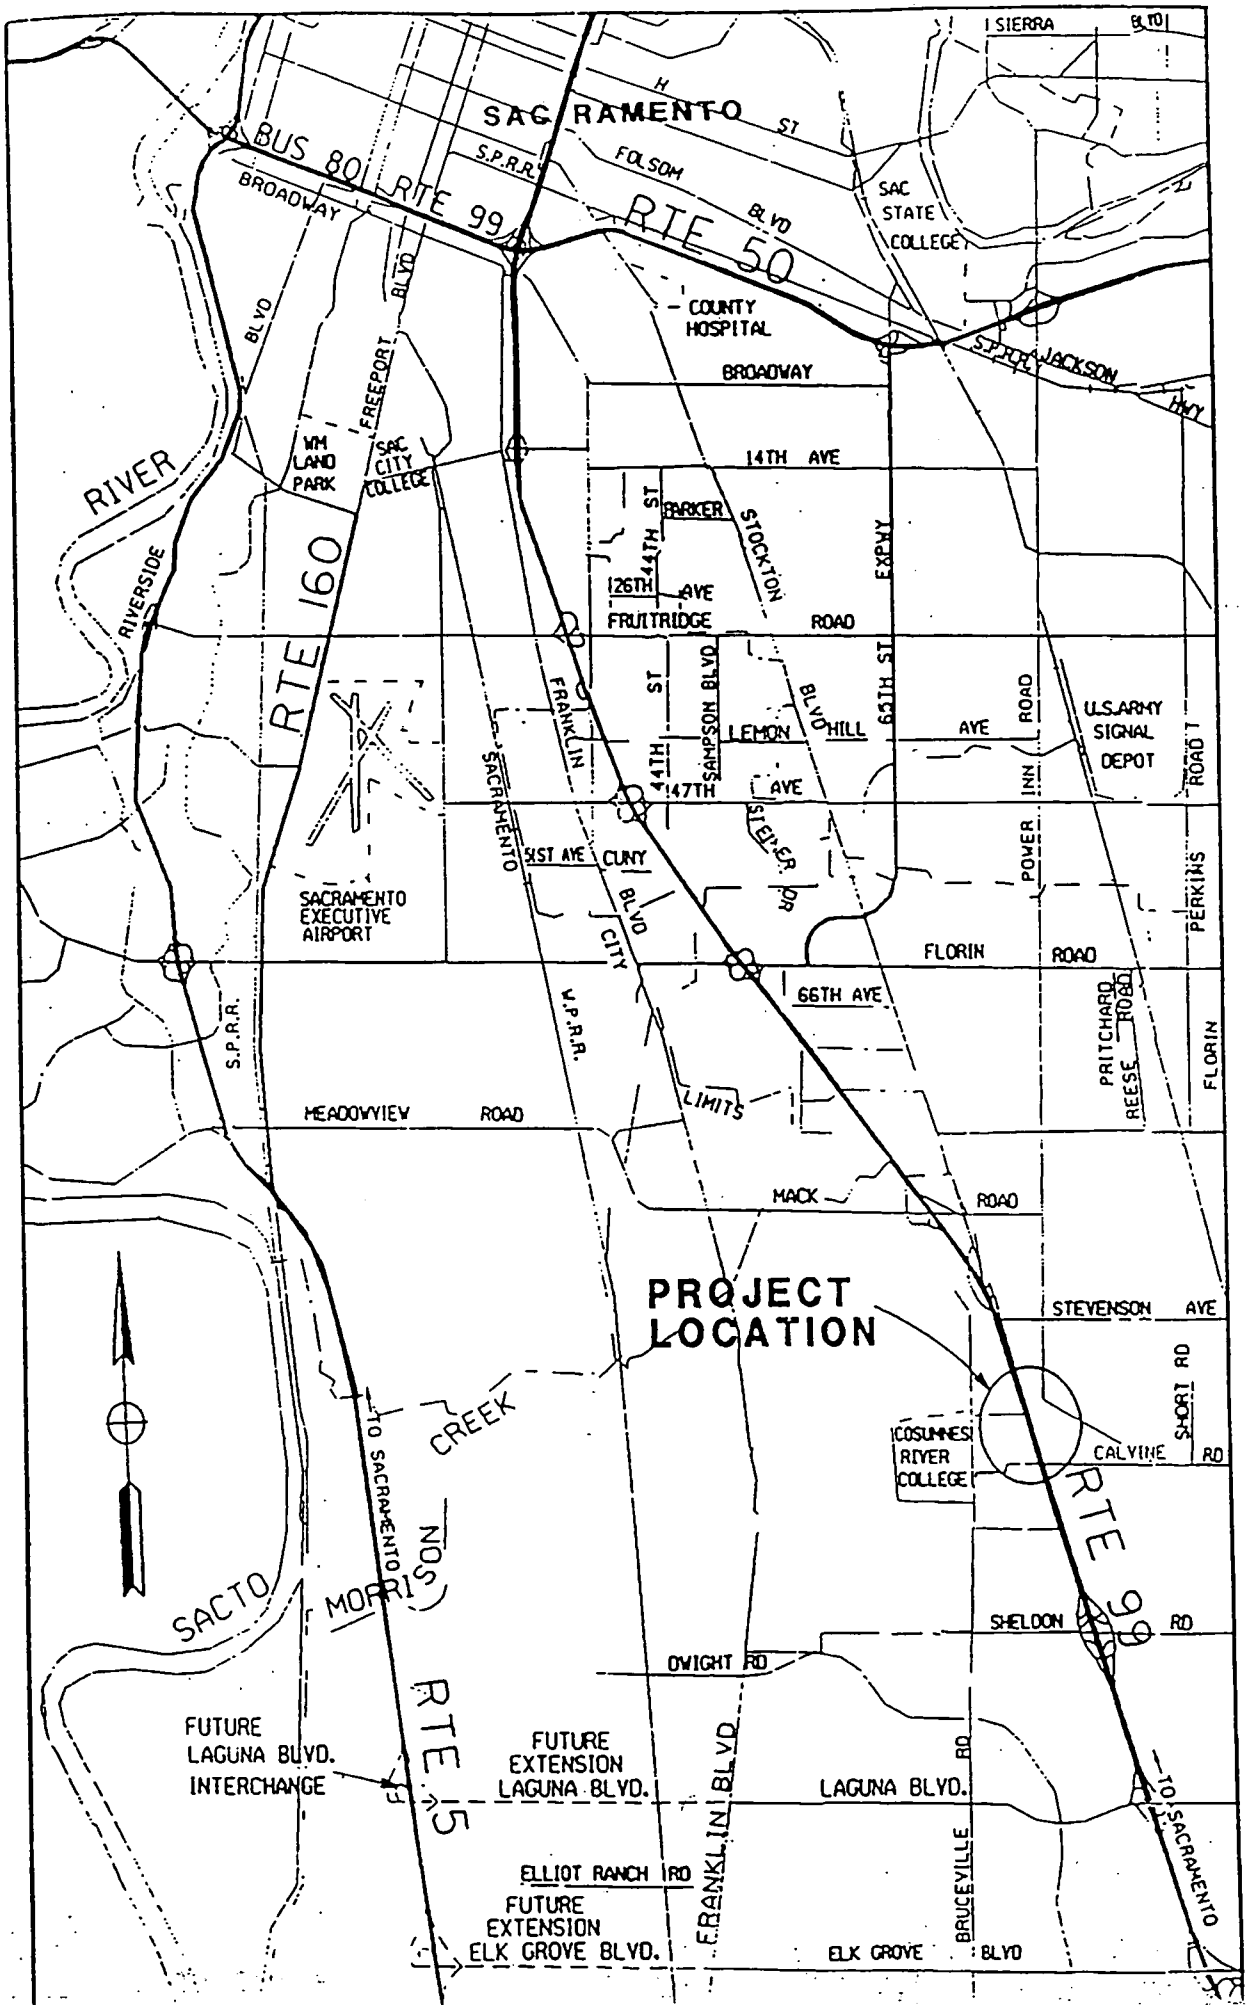 SIERRA BLVD
H ST
SACRAMENTO
BUS 80 RTE 99
S.P.R.R.
FOLSOM BLVD
BROADWAY
RTE 50
SAC
STATE
COLLEGE
BLVD
COUNTY
HOSPITAL
S.P.R.R.
JACKSON HWY
BROADWAY
FREEPORT BLVD
RIVER
WM
LAND
PARK
SAC
CITY
COLLEGE
14TH AVE
PARKER
44TH ST
STOCKTON BLVD
65TH ST EXPWY
RIVERSIDE
RTE 160
26TH AVE
FRUITRIDGE ROAD
FRANKLIN BLVD
44TH ST
SAMPSON BLVD
LEMON HILL AVE
POWER INN ROAD
U.S.ARMY
SIGNAL
DEPOT
SACRAMENTO
47TH AVE
STEINER DR
51ST AVE CUNY
FLORIN PERKINS ROAD
SACRAMENTO
EXECUTIVE
AIRPORT
CITY
FLORIN ROAD
66TH AVE
S.P.R.R.
W.P.R.R.
PRITCHARD ROAD
REESE ROAD
LIMITS
MEADOWVIEW ROAD
MACK ROAD
PROJECT
LOCATION
STEVENSON AVE
SHORT RD
TO SACRAMENTO
CREEK
COSUMNES
RIVER
COLLEGE
CALVINE RD
RTE 99
SACTO
MORRISON
SHELDON RD
DWIGHT RD
RTE 5
FUTURE
LAGUNA BLVD.
INTERCHANGE
FUTURE
EXTENSION
LAGUNA BLVD.
FRANKLIN BLVD
LAGUNA BLVD.
BRUCEVILLE RD
TO SACRAMENTO
ELLIOT RANCH RD
FUTURE
EXTENSION
ELK GROVE BLVD.
ELK GROVE BLVD